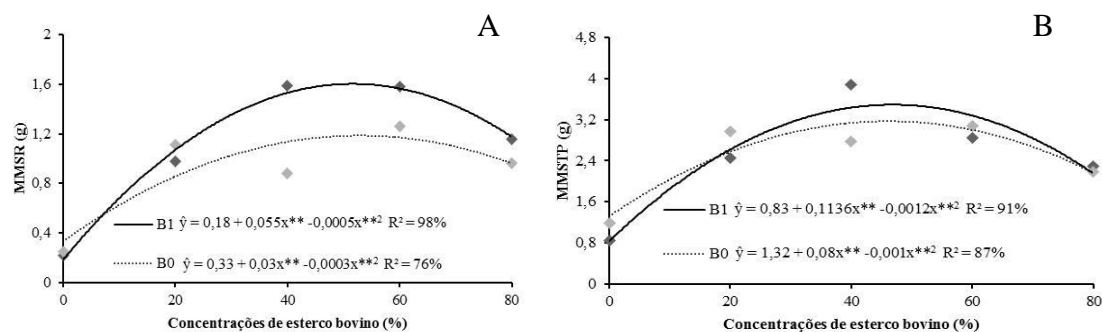 A
MMSR (g)
2
1,6
1,2
0,8
0,4
0
B1 ŷ = 0,18 + 0,055x** -0,0005x**² R² = 98%
B0 ŷ = 0,33 + 0,03x** -0,0003x**² R² = 76%
0 20 40 60 80
Concentrações de esterco bovino (%)
B
MMSTP (g)
4,8
4
3,2
2,4
1,6
0,8
0
B1 ŷ = 0,83 + 0,1136x** -0,0012x**² R² = 91%
B0 ŷ = 1,32 + 0,08x** -0,001x**² R² = 87%
0 20 40 60 80
Concentrações de esterco bovino (%)